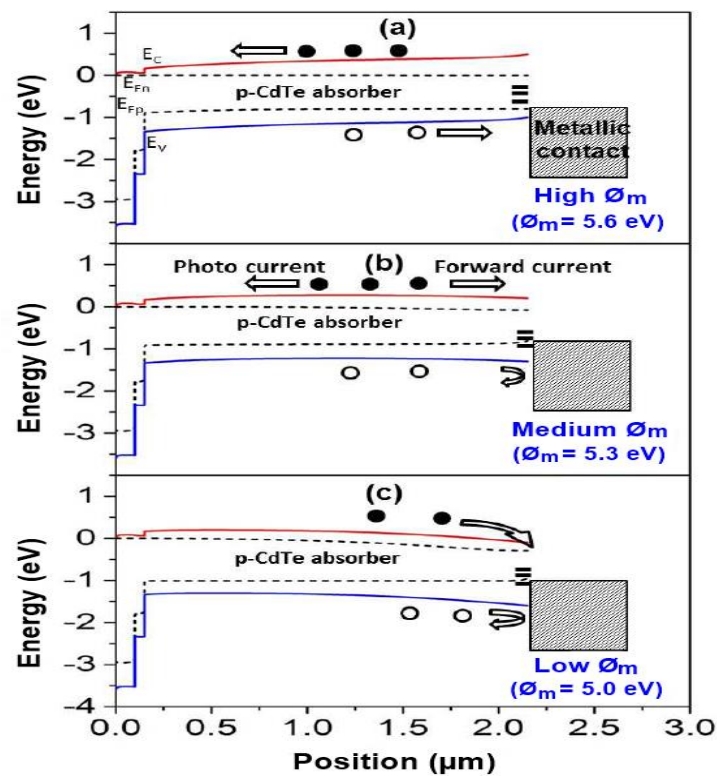 (a)
1
0
-1
-2
-3
Energy (eV)
E_C
E_Fn
E_Fp
E_V
p-CdTe absorber
Metallic
contact
High Øm
(Øm = 5.6 eV)
(b)
1
0
-1
-2
-3
Energy (eV)
Photo current
Forward current
p-CdTe absorber
Medium Øm
(Øm = 5.3 eV)
(c)
1
0
-1
-2
-3
-4
Energy (eV)
p-CdTe absorber
Low Øm
(Øm = 5.0 eV)
0.0 0.5 1.0 1.5 2.0 2.5 3.0
Position (µm)